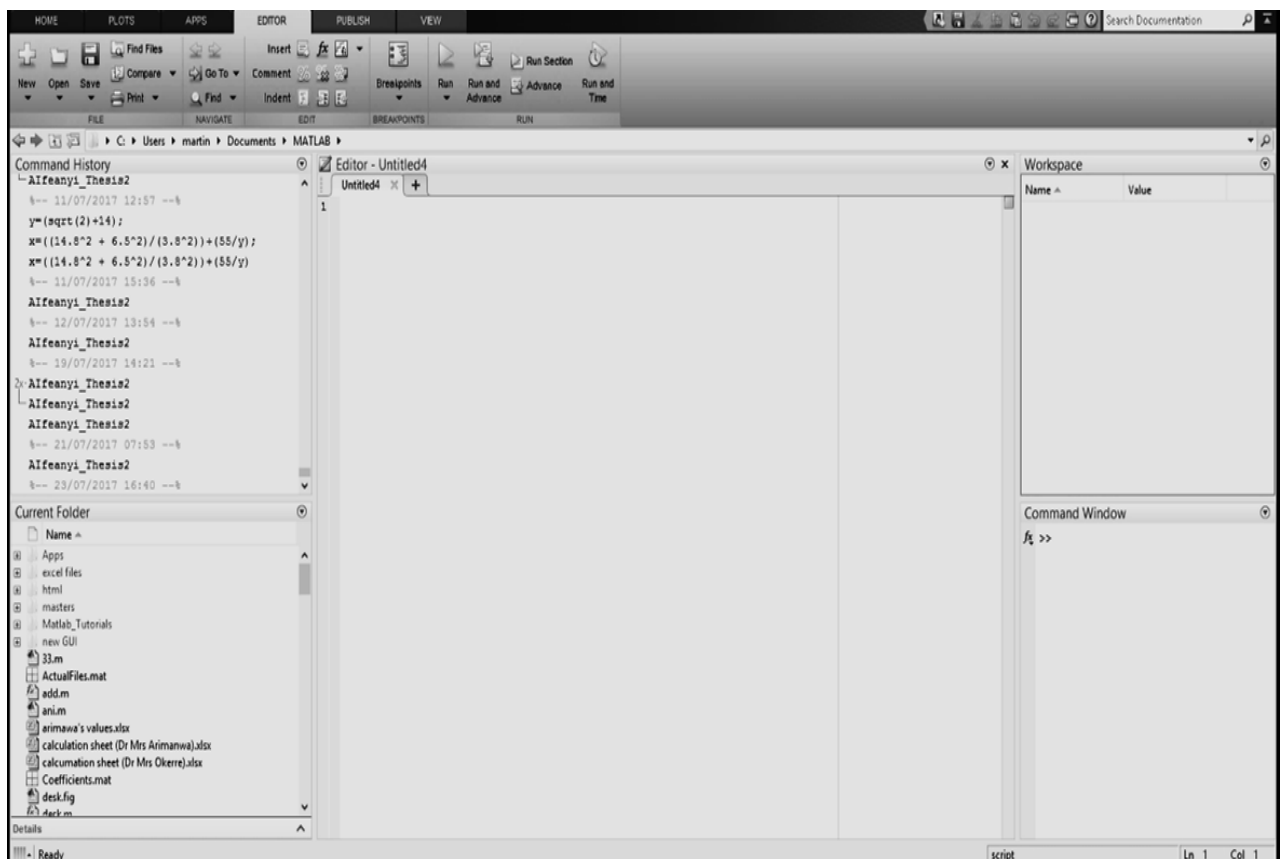 HOME PLOTS APPS EDITOR PUBLISH VIEW Search Documentation
Find Files Insert fx
Compare Go To Comment Run Section
New Open Save Print Find Indent Breakpoints Run Run and Advance Advance Run and Time
FILE NAVIGATE EDIT BREAKPOINTS RUN
C: Users martin Documents MATLAB
Command History
AIfeanyi_Thesis2
%-- 11/07/2017 12:57 --%
y=(sqrt(2)+14);
x=((14.8^2 + 6.5^2)/(3.8^2))+(55/y);
x=((14.8^2 + 6.5^2)/(3.8^2))+(55/y)
%-- 11/07/2017 15:36 --%
AIfeanyi_Thesis2
%-- 12/07/2017 13:54 --%
AIfeanyi_Thesis2
%-- 19/07/2017 14:21 --%
2x AIfeanyi_Thesis2
AIfeanyi_Thesis2
AIfeanyi_Thesis2
%-- 21/07/2017 07:53 --%
AIfeanyi_Thesis2
%-- 23/07/2017 16:40 --%
Current Folder
Name
Apps
excel files
html
masters
Matlab_Tutorials
new GUI
33.m
ActualFiles.mat
add.m
ani.m
arimawa's values.xlsx
calculation sheet (Dr Mrs Arimanwa).xlsx
calcumation sheet (Dr Mrs Okerre).xlsx
Coefficients.mat
desk.fig
Details
Editor - Untitled4
Untitled4
1
Workspace
Name Value
Command Window
fx >>
Ready script Ln 1 Col 1